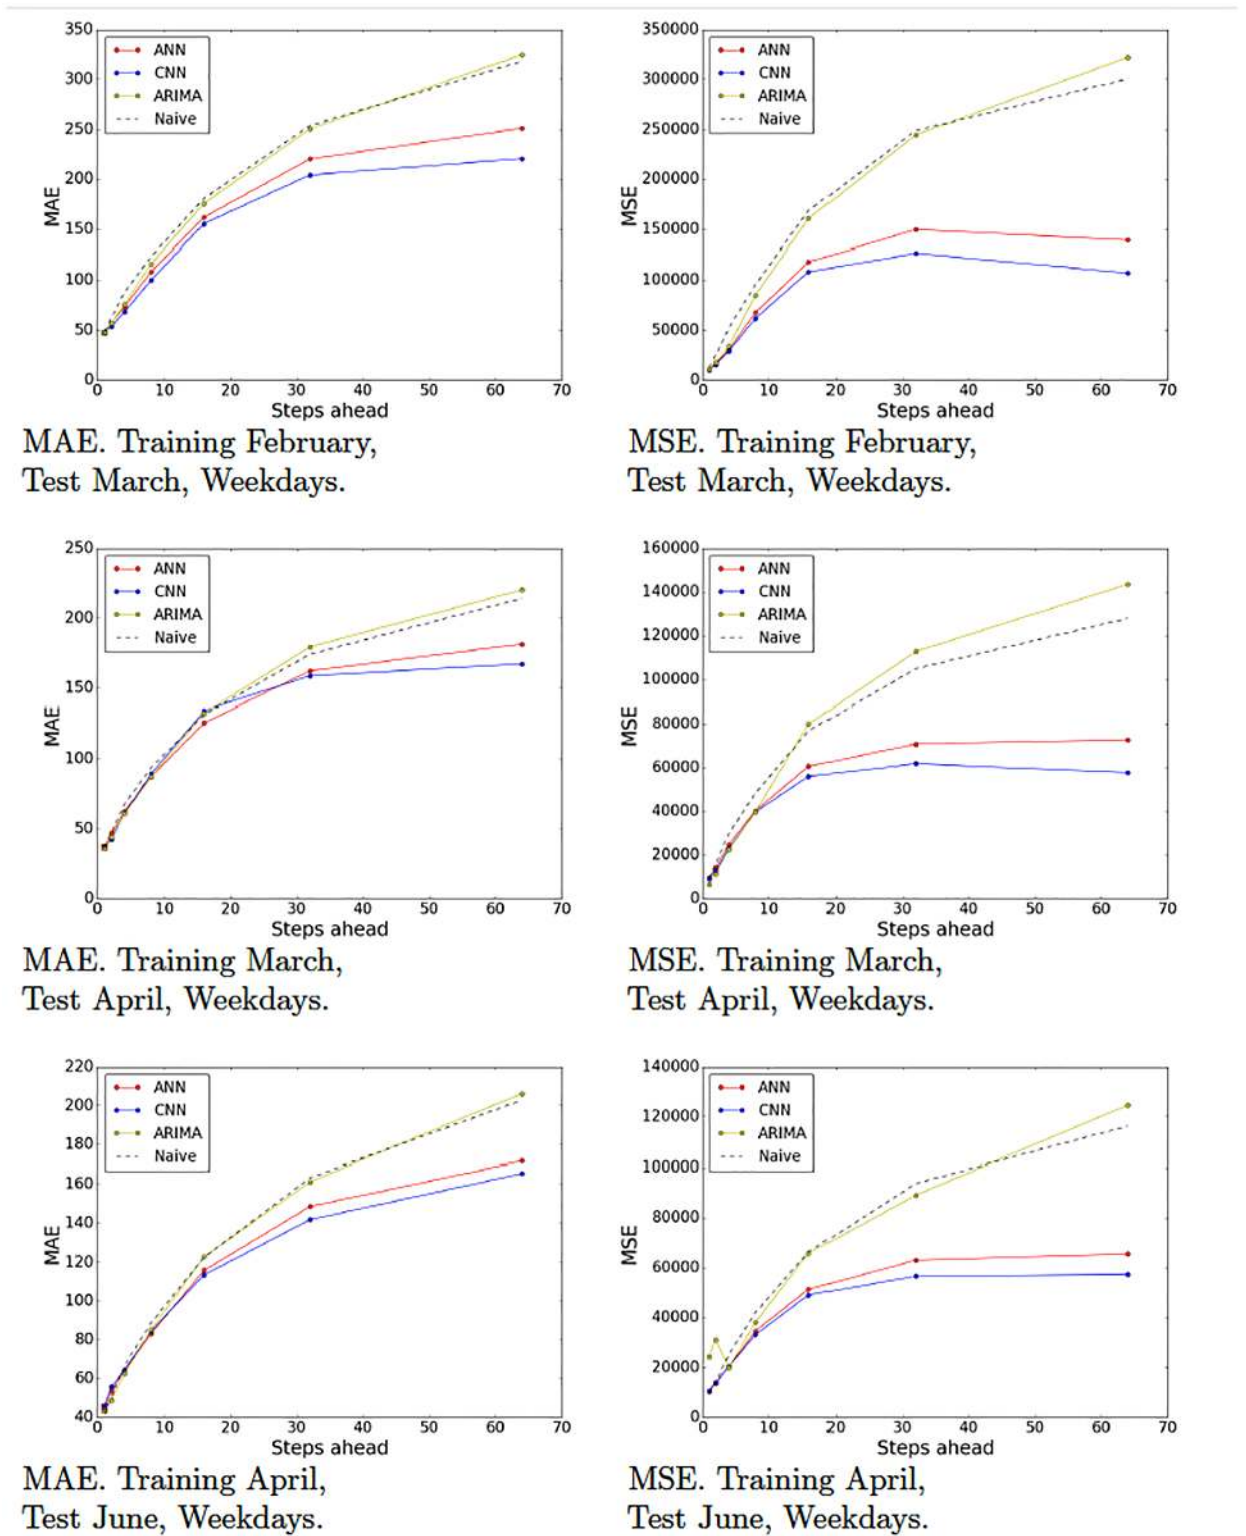 350
300
250
200
150
100
50
0
MAE
ANN
CNN
ARIMA
Naive
0 10 20 30 40 50 60 70
Steps ahead
MAE. Training February,
Test March, Weekdays.
350000
300000
250000
200000
150000
100000
50000
0
MSE
ANN
CNN
ARIMA
Naive
0 10 20 30 40 50 60 70
Steps ahead
MSE. Training February,
Test March, Weekdays.
250
200
150
100
50
0
MAE
ANN
CNN
ARIMA
Naive
0 10 20 30 40 50 60 70
Steps ahead
MAE. Training March,
Test April, Weekdays.
160000
140000
120000
100000
80000
60000
40000
20000
0
MSE
ANN
CNN
ARIMA
Naive
0 10 20 30 40 50 60 70
Steps ahead
MSE. Training March,
Test April, Weekdays.
220
200
180
160
140
120
100
80
60
40
MAE
ANN
CNN
ARIMA
Naive
0 10 20 30 40 50 60 70
Steps ahead
MAE. Training April,
Test June, Weekdays.
140000
120000
100000
80000
60000
40000
20000
0
MSE
ANN
CNN
ARIMA
Naive
0 10 20 30 40 50 60 70
Steps ahead
MSE. Training April,
Test June, Weekdays.